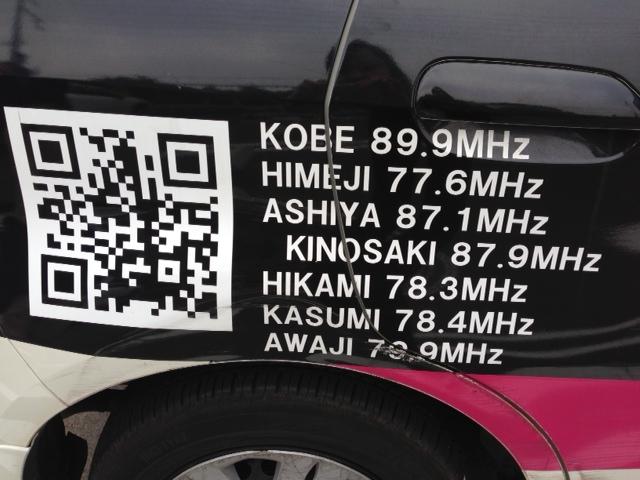 KOBE 89.9MHz
HIMEJI 77.6MHz
ASHIYA 87.1MHz
KINOSAKI 87.9MHz
HIKAMI 78.3MHz
KASUMI 78.4MHz
AWAJI